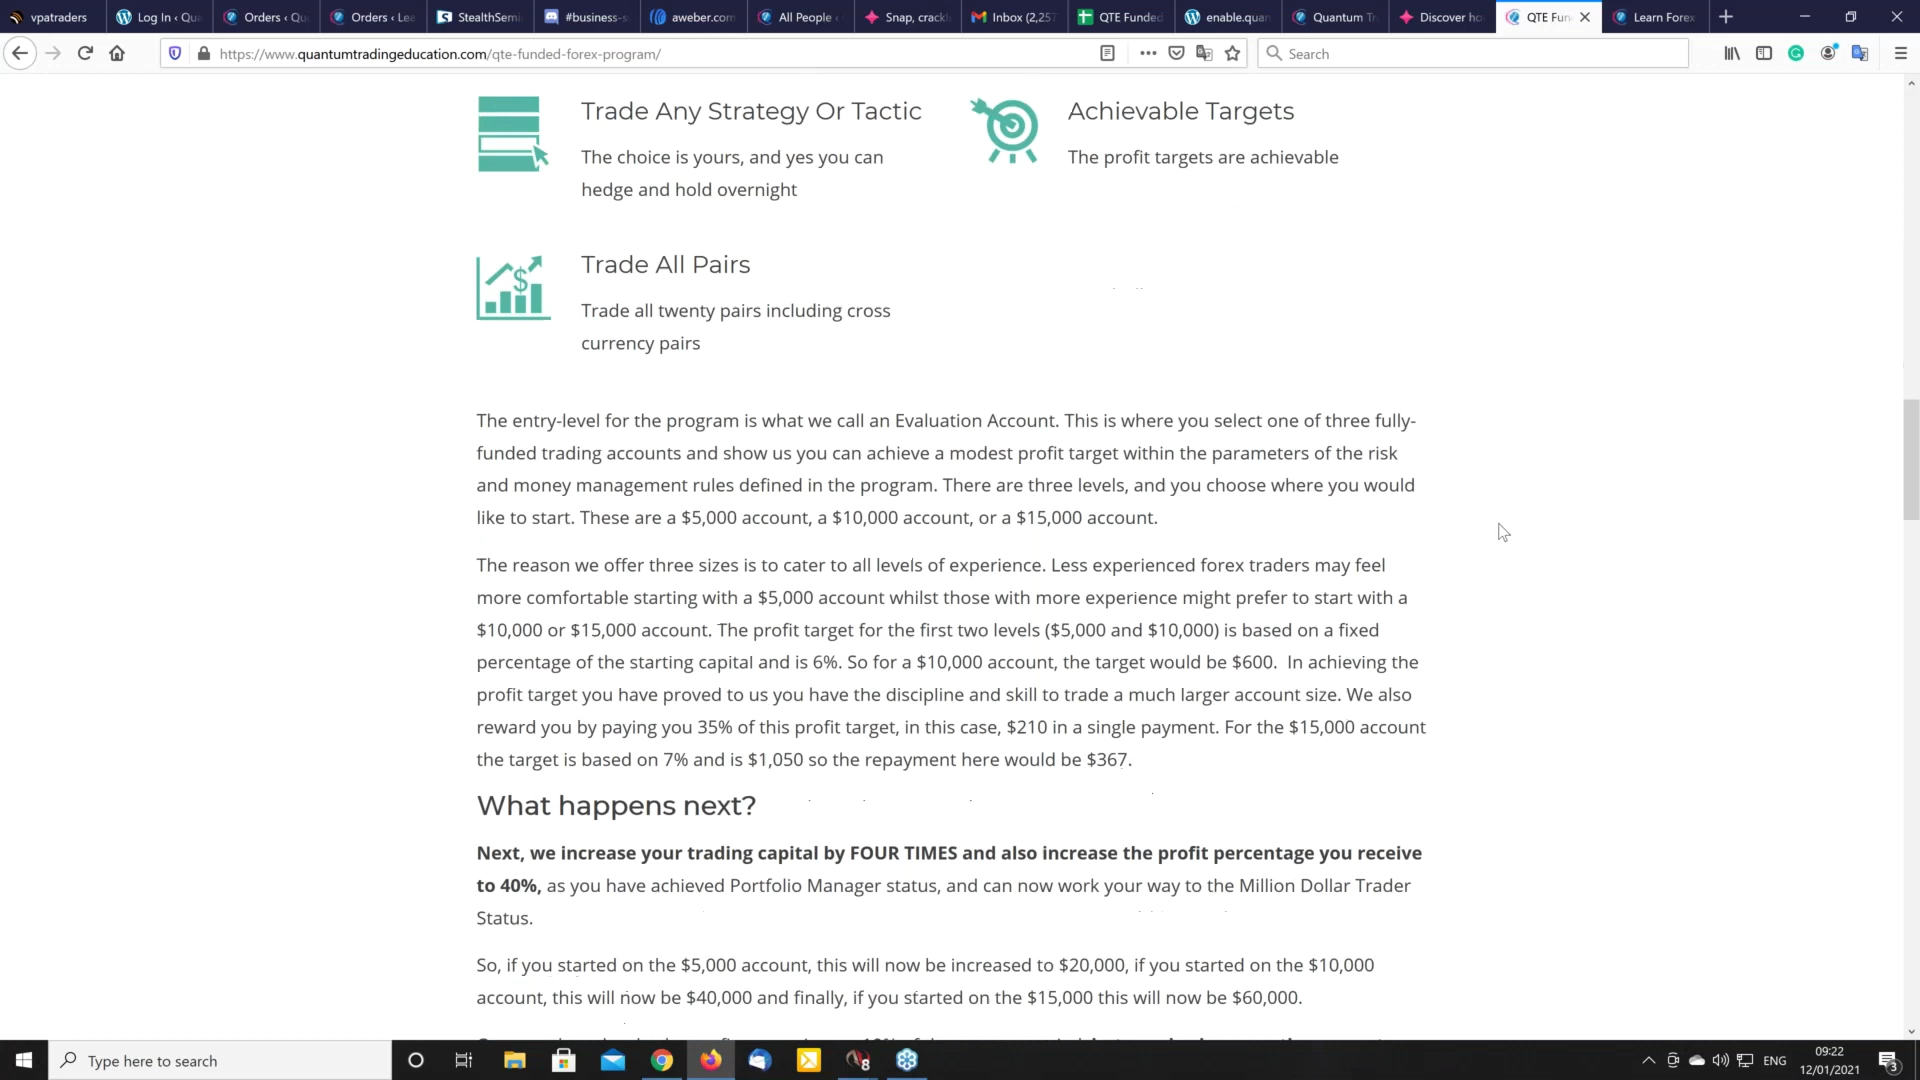 vpatraders
Log In ‹ Qua
Orders ‹ Qu
Orders ‹ Lea
StealthSemi
#business-s
aweber.com
All People ‹
Snap, crackl
Inbox (2,257
QTE Funded
enable.quan
Quantum Tr
Discover ho
QTE Fun
Learn Forex
https://www.quantumtradingeducation.com/qte-funded-forex-program/
Search
Trade Any Strategy Or Tactic
The choice is yours, and yes you can
hedge and hold overnight
Achievable Targets
The profit targets are achievable
Trade All Pairs
Trade all twenty pairs including cross
currency pairs
The entry-level for the program is what we call an Evaluation Account. This is where you select one of three fully-
funded trading accounts and show us you can achieve a modest profit target within the parameters of the risk
and money management rules defined in the program. There are three levels, and you choose where you would
like to start. These are a $5,000 account, a $10,000 account, or a $15,000 account.
The reason we offer three sizes is to cater to all levels of experience. Less experienced forex traders may feel
more comfortable starting with a $5,000 account whilst those with more experience might prefer to start with a
$10,000 or $15,000 account. The profit target for the first two levels ($5,000 and $10,000) is based on a fixed
percentage of the starting capital and is 6%. So for a $10,000 account, the target would be $600. In achieving the
profit target you have proved to us you have the discipline and skill to trade a much larger account size. We also
reward you by paying you 35% of this profit target, in this case, $210 in a single payment. For the $15,000 account
the target is based on 7% and is $1,050 so the repayment here would be $367.
What happens next?
Next, we increase your trading capital by FOUR TIMES and also increase the profit percentage you receive
to 40%, as you have achieved Portfolio Manager status, and can now work your way to the Million Dollar Trader
Status.
So, if you started on the $5,000 account, this will now be increased to $20,000, if you started on the $10,000
account, this will now be $40,000 and finally, if you started on the $15,000 this will now be $60,000.
Type here to search
ENG
09:22
12/01/2021
3